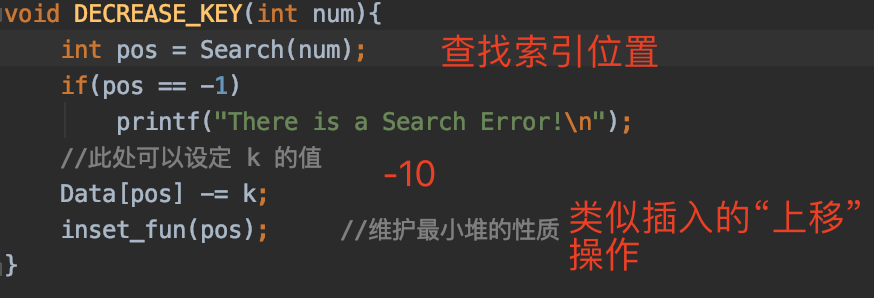 void DECREASE_KEY(int num){
int pos = Search(num);
查找索引位置
if(pos == -1)
printf("There is a Search Error!\n");
//此处可以设定 k 的值
-10
Data[pos] -= k;
inset_fun(pos); //维护最小堆的性质
类似插入的“上移”
操作
}